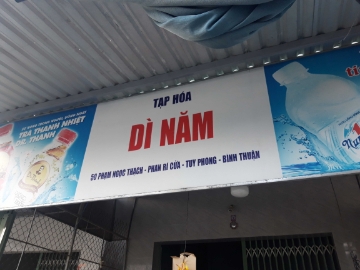 TẠP HÓA
DÌ NĂM
50 PHẠM NGỌC THẠCH - PHAN RÍ CỬA - TUY PHONG - BÌNH THUẬN
TRÀ THANH NHIỆT
DR. THANH